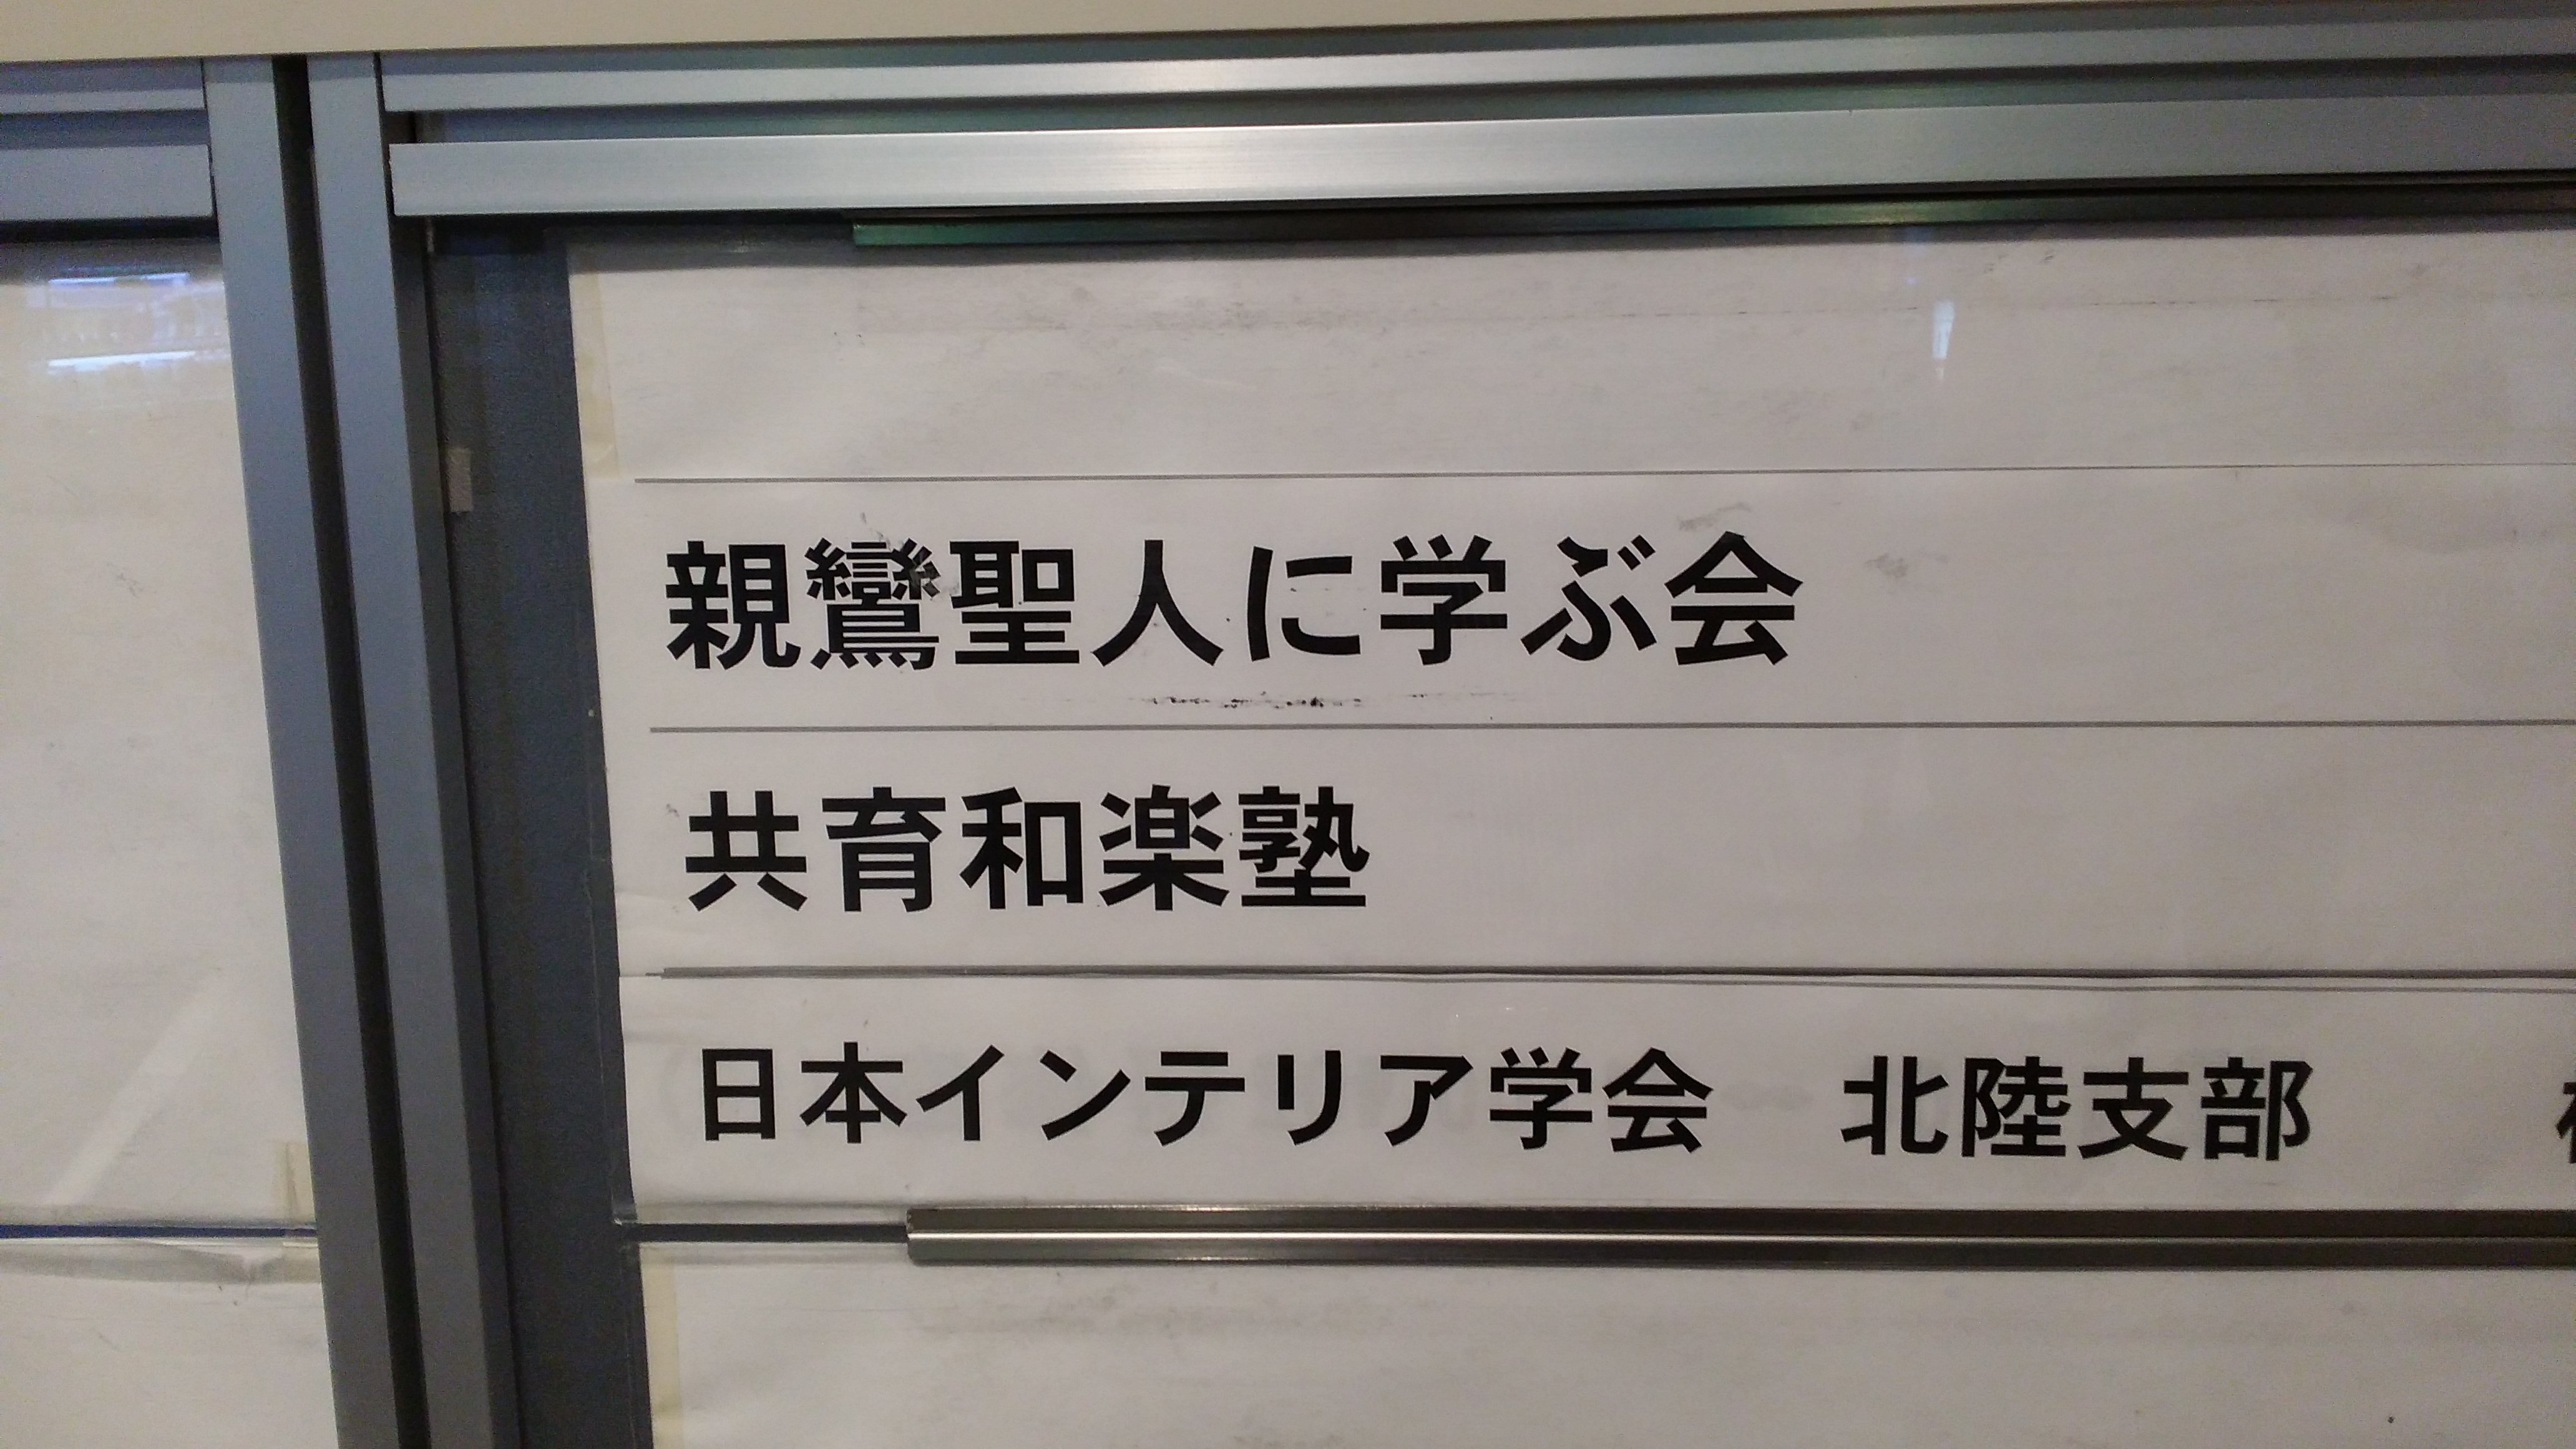 親鸞聖人に学ぶ会
共育和楽塾
日本インテリア学会　北陸支部